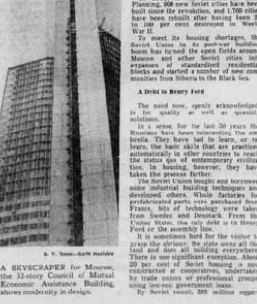 N. Y. Times—Garth Huxtable
A SKYSCRAPER for Moscow,
the 32-story Council of Mutual
Economic Assistance Building,
shows modernity in design.
Planning, 900 new Soviet cities have been
built since the revolution, and 1,700 cities
have been rebuilt after having been
to 100 per cent destroyed in World
War II.
To meet its housing shortages, the
Soviet Union in its post-war building
boom has turned the open fields around
Moscow and other Soviet cities into
expanses of standardized residential
blocks and started a number of new com-
munities from Siberia to the Black Sea.
A Debt to Henry Ford
The need now, openly acknowledged,
is for quality as well as quantity
solutions.
In a sense, for the last 50 years the
Russians have been reinventing the um-
brella. They have had to learn, or re-
learn, the basic skills that are practiced
automatically in other countries to reach
the status quo of contemporary civiliza-
tion. In housing, however, they have
taken the process farther.
The Soviet Union bought and borrowed
some industrial building techniques and
developed others. Whole factories for
prefabricated parts were purchased from
France, bits of technology were taken
from Sweden and Denmark. From the
United States, the only debt is to Henry
Ford or the assembly line.
It is sometimes hard for the visitor to
grasp the obvious: the state owns all the
land and does all building everywhere.
There is one significant exception. About
20 per cent of Soviet housing is now
constructed as cooperatives, undertaken
by trade unions or professional groups
using low-cost government loans.
By Soviet count, 388 million square